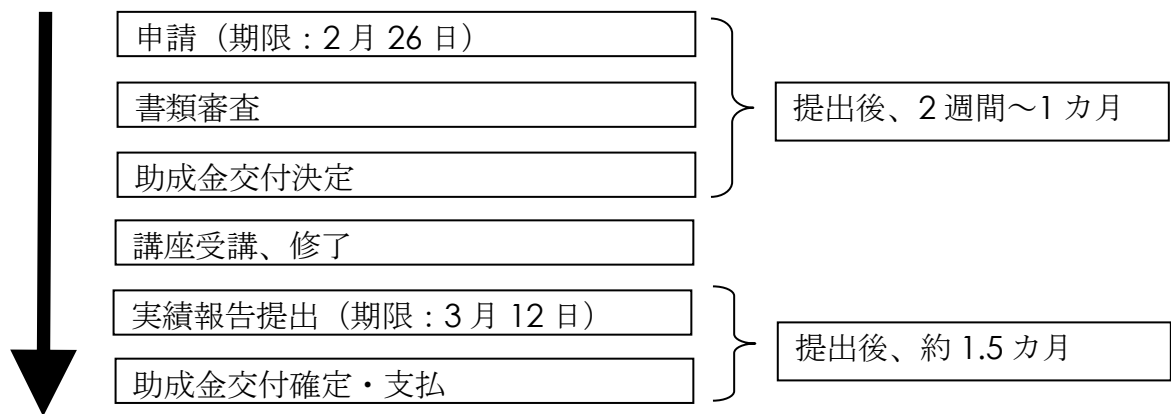 申請（期限：2月26日）
書類審査
提出後、2週間～1カ月
助成金交付決定
講座受講、修了
実績報告提出（期限：3月12日）
提出後、約1.5カ月
助成金交付確定・支払